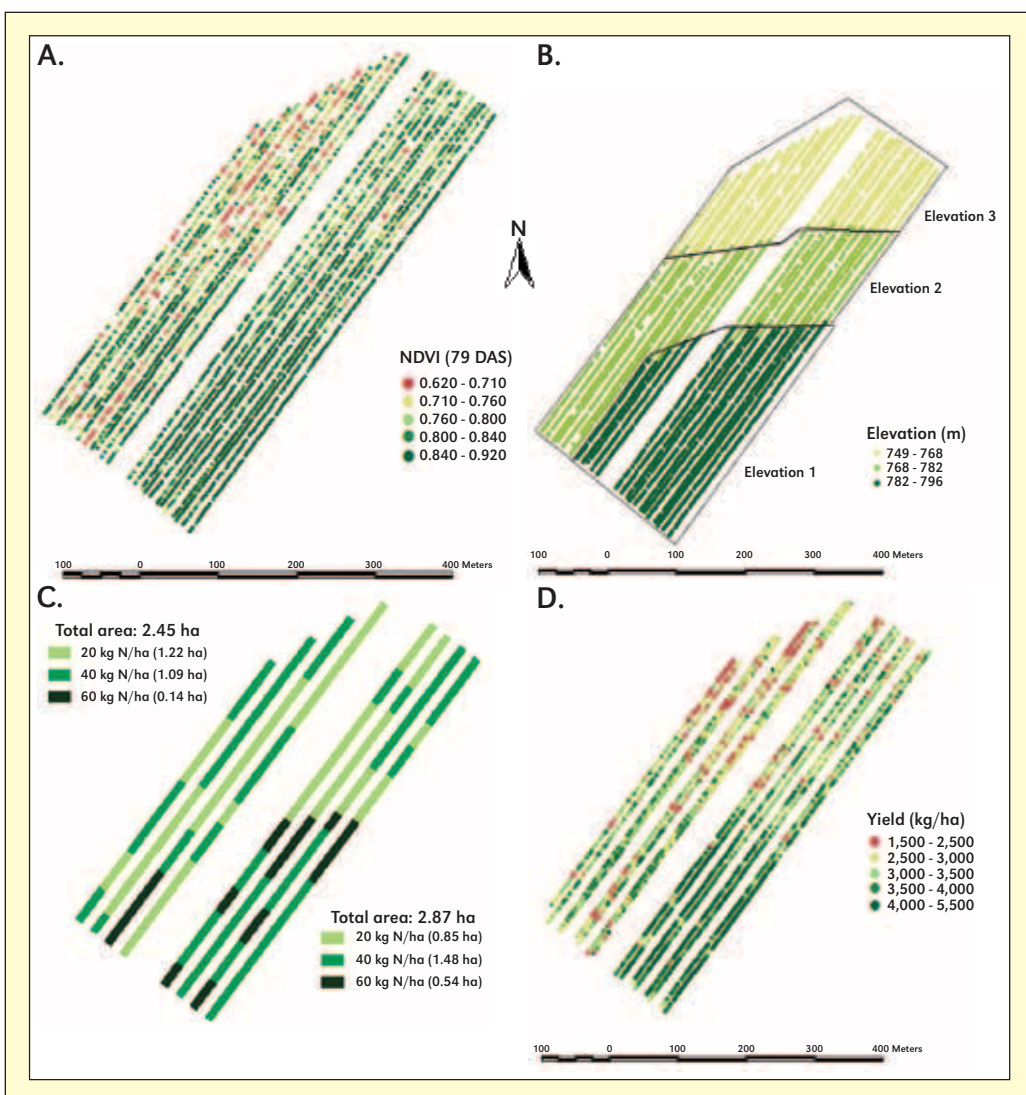 A.
NDVI (79 DAS)
0.620 - 0.710
0.710 - 0.760
0.760 - 0.800
0.800 - 0.840
0.840 - 0.920
100 0 100 200 300 400 Meters
N
B.
Elevation 3
Elevation 2
Elevation 1
Elevation (m)
749 - 768
768 - 782
782 - 796
100 0 100 200 300 400 Meters
C.
Total area: 2.45 ha
20 kg N/ha (1.22 ha)
40 kg N/ha (1.09 ha)
60 kg N/ha (0.14 ha)
Total area: 2.87 ha
20 kg N/ha (0.85 ha)
40 kg N/ha (1.48 ha)
60 kg N/ha (0.54 ha)
D.
Yield (kg/ha)
1,500 - 2,500
2,500 - 3,000
3,000 - 3,500
3,500 - 4,000
4,000 - 5,500
100 0 100 200 300 400 Meters